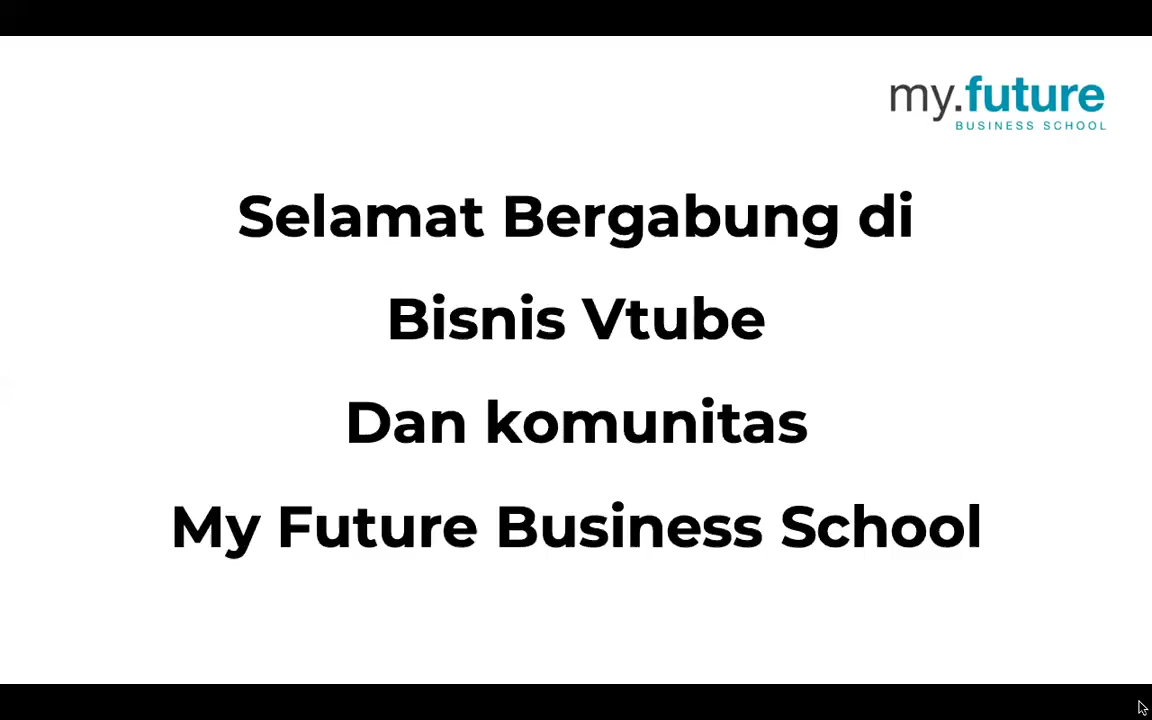 my.future
BUSINESS SCHOOL
Selamat Bergabung di
Bisnis Vtube
Dan komunitas
My Future Business School